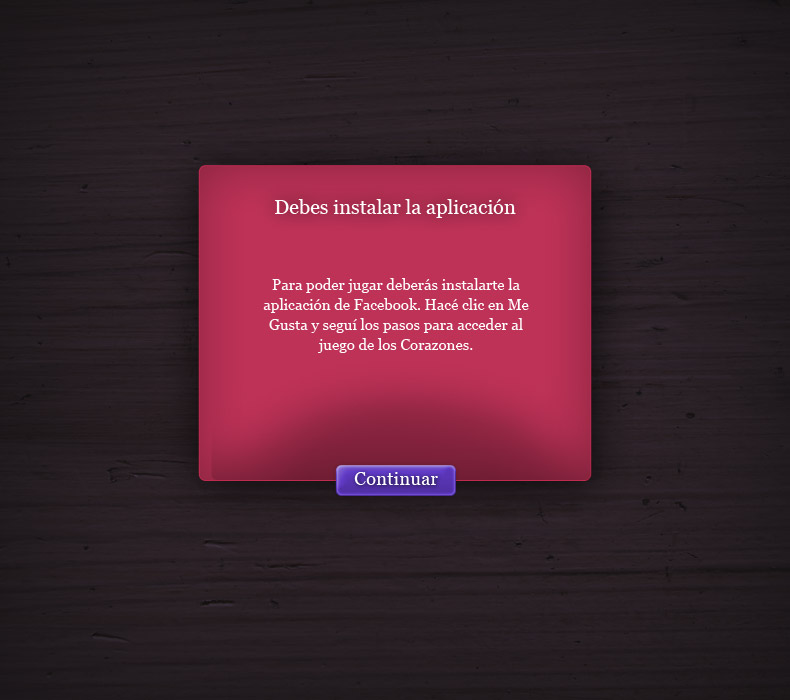 Debes instalar la aplicación
Para poder jugar deberás instalarte la
aplicación de Facebook. Hacé clic en Me
Gusta y seguí los pasos para acceder al
juego de los Corazones.
Continuar